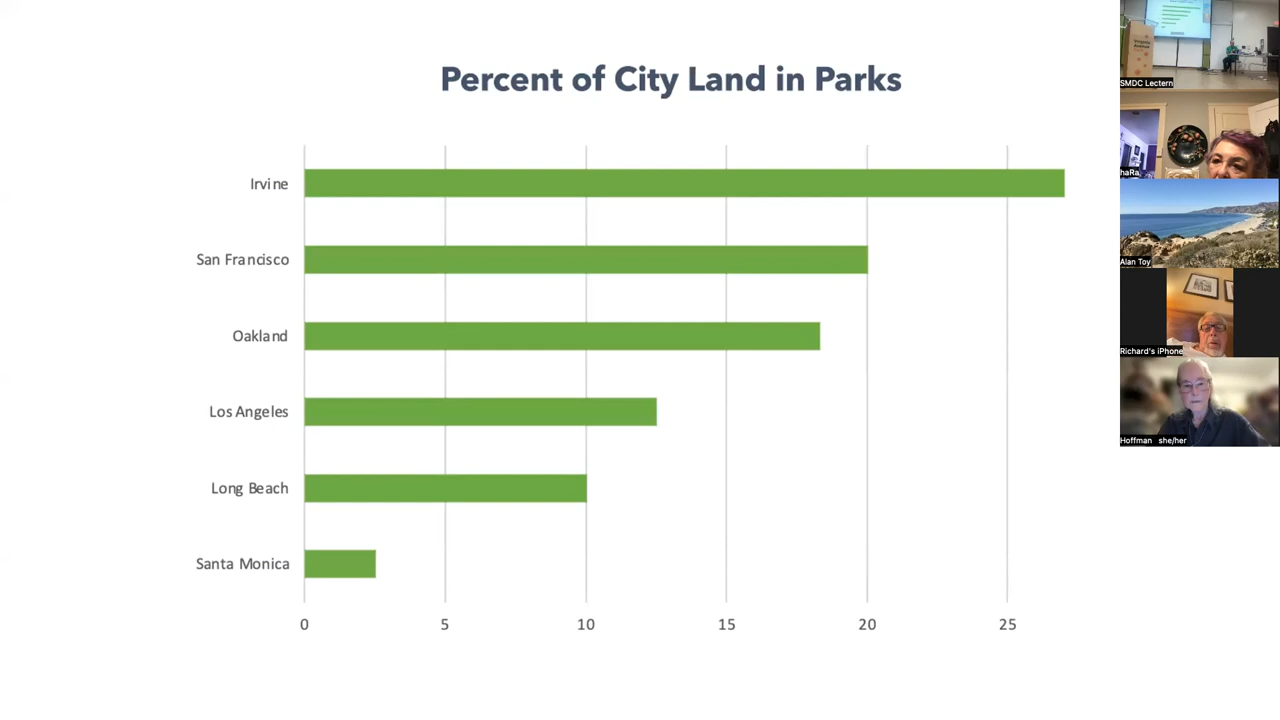 Percent of City Land in Parks
Irvine
San Francisco
Oakland
Los Angeles
Long Beach
Santa Monica
0 5 10 15 20 25
SMDC Lectern
haRa
Alan Toy
Richard's iPhone
Hoffman she/her